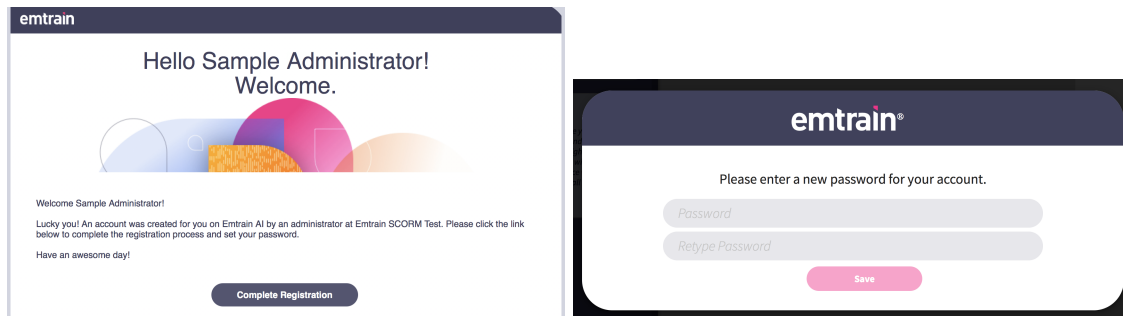 emtrain
Hello Sample Administrator!
Welcome.
Welcome Sample Administrator!
Lucky you! An account was created for you on Emtrain AI by an administrator at Emtrain SCORM Test. Please click the link
below to complete the registration process and set your password.
Have an awesome day!
Complete Registration
emtrain®
Please enter a new password for your account.
Password
Retype Password
Save